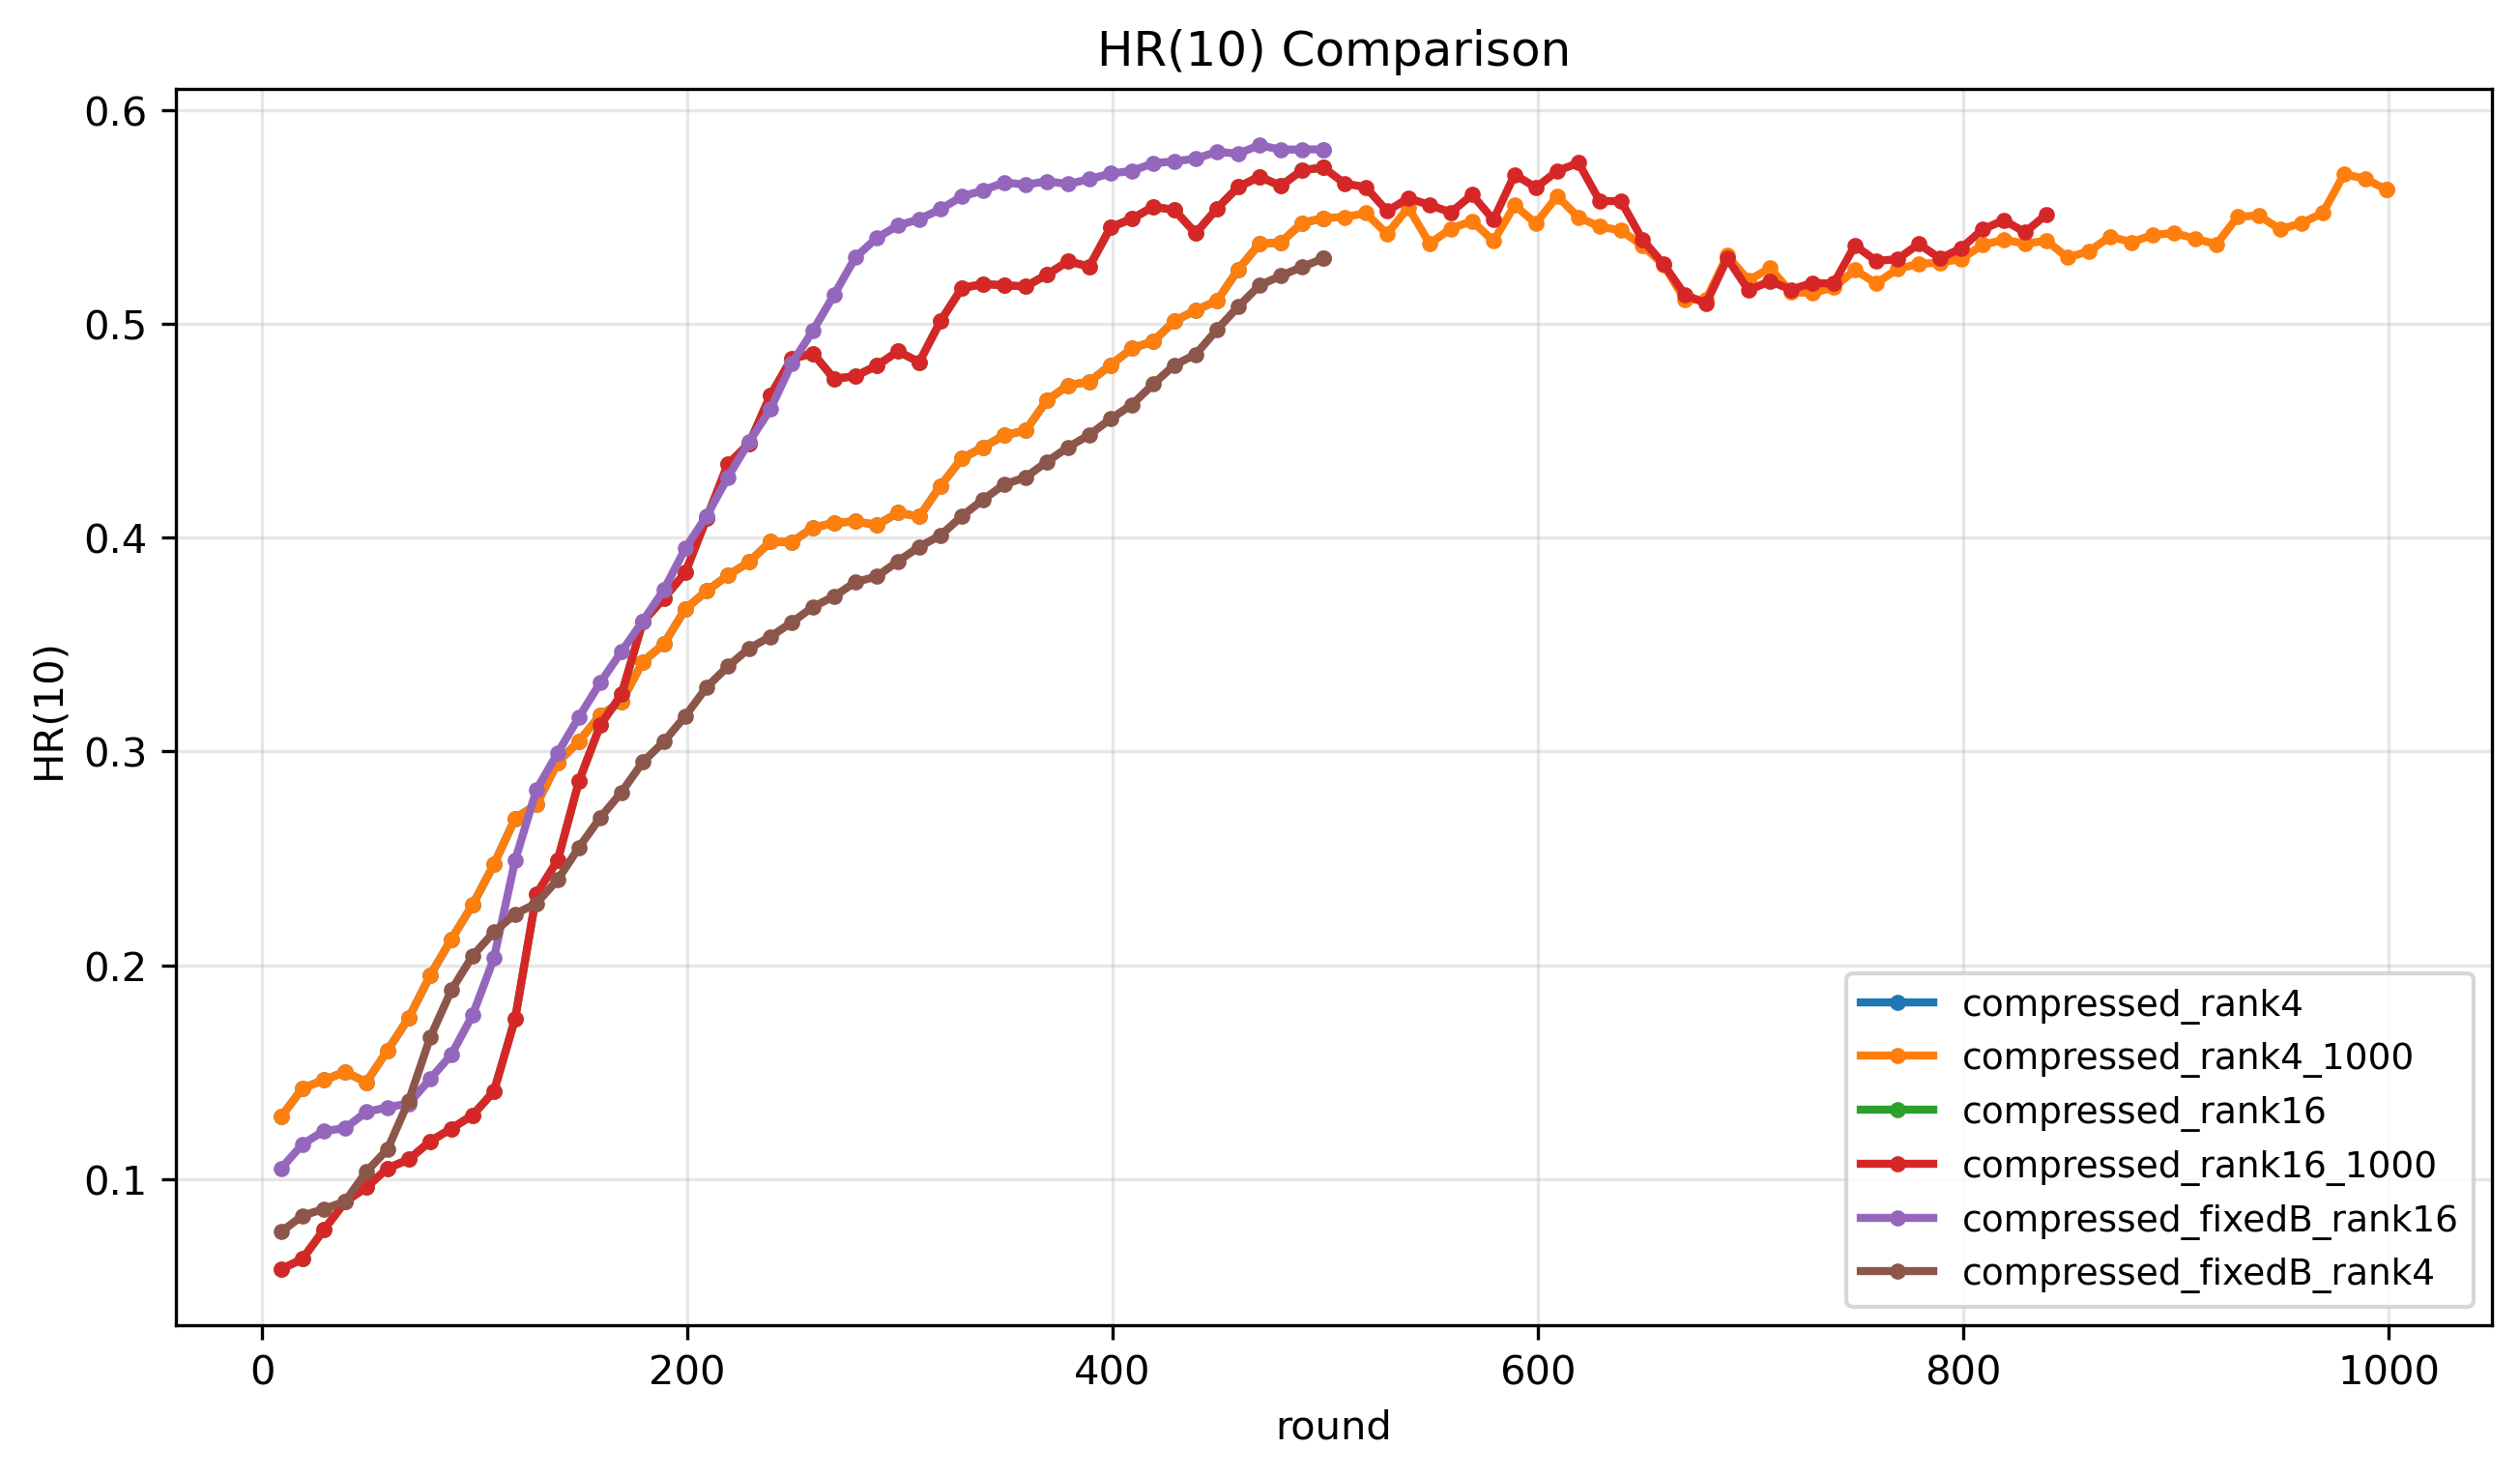 HR(10) Comparison
HR(10)
0.6
0.5
0.4
0.3
0.2
0.1
0 200 400 600 800 1000
round
compressed_rank4
compressed_rank4_1000
compressed_rank16
compressed_rank16_1000
compressed_fixedB_rank16
compressed_fixedB_rank4